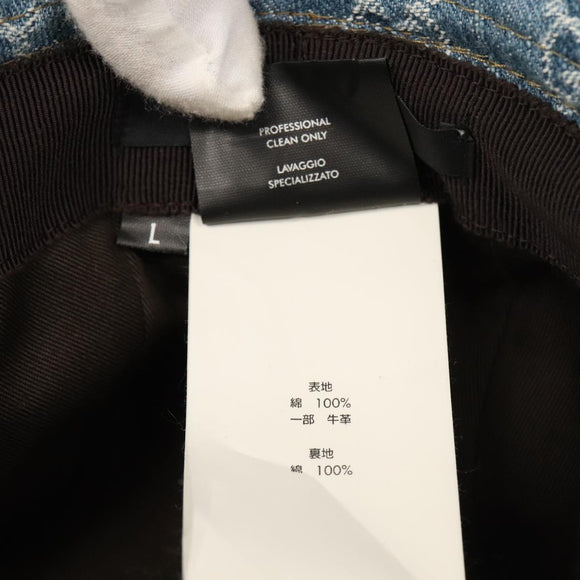 PROFESSIONAL
CLEAN ONLY
LAVAGGIO
SPECIALIZZATO
L
表地
綿 100%
一部 牛革
裏地
綿 100%